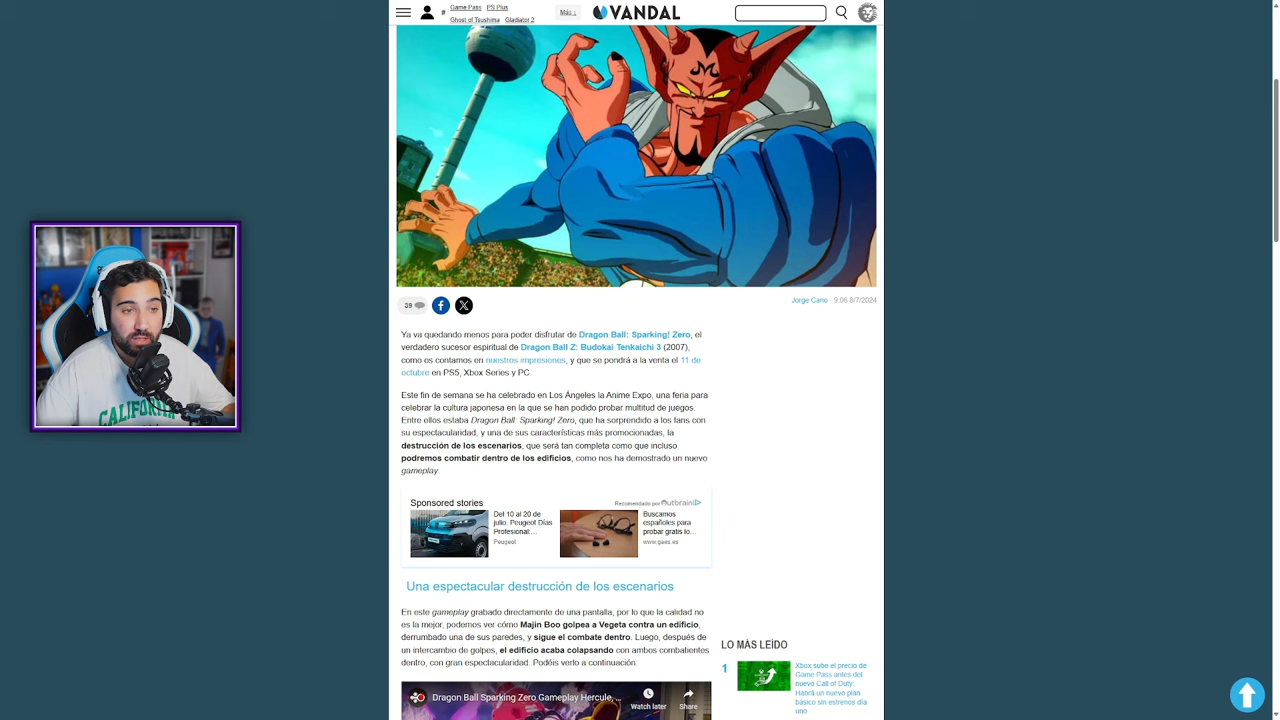 Game Pass PS Plus
# Ghost of Tsushima Gladiator 2
Más ↓
VANDAL
39
Jorge Cano 9:06 8/7/2024
Ya va quedando menos para poder disfrutar de Dragon Ball: Sparking! Zero, el
verdadero sucesor espiritual de Dragon Ball Z: Budokai Tenkaichi 3 (2007),
como os contamos en nuestros impresiones, y que se pondrá a la venta el 11 de
octubre en PS5, Xbox Series y PC.
Este fin de semana se ha celebrado en Los Ángeles la Anime Expo, una feria para
celebrar la cultura japonesa en la que se han podido probar multitud de juegos.
Entre ellos estaba Dragon Ball: Sparking! Zero, que ha sorprendido a los fans con
su espectacularidad, y una de sus características más promocionadas, la
destrucción de los escenarios, que será tan completa como que incluso
podremos combatir dentro de los edificios, como nos ha demostrado un nuevo
gameplay.
Sponsored stories
Recomendado por Outbrain
Del 10 al 20 de
julio. Peugeot Días
Profesional:...
Peugeot
Buscamos
españoles para
probar gratis lo...
www.gaes.es
Una espectacular destrucción de los escenarios
En este gameplay grabado directamente de una pantalla, por lo que la calidad no
es la mejor, podemos ver cómo Majin Boo golpea a Vegeta contra un edificio,
derrumbado una de sus paredes, y sigue el combate dentro. Luego, después de
un intercambio de golpes, el edificio acaba colapsando con ambos combatientes
dentro, con gran espectacularidad. Podéis verlo a continuación:
Dragon Ball Sparking Zero Gameplay Hercule,
Watch later
Share
LO MÁS LEÍDO
1
Xbox sube el precio de
Game Pass antes del
nuevo Call of Duty:
Habrá un nuevo plan
básico sin estrenos día
uno
CALIFORNIA